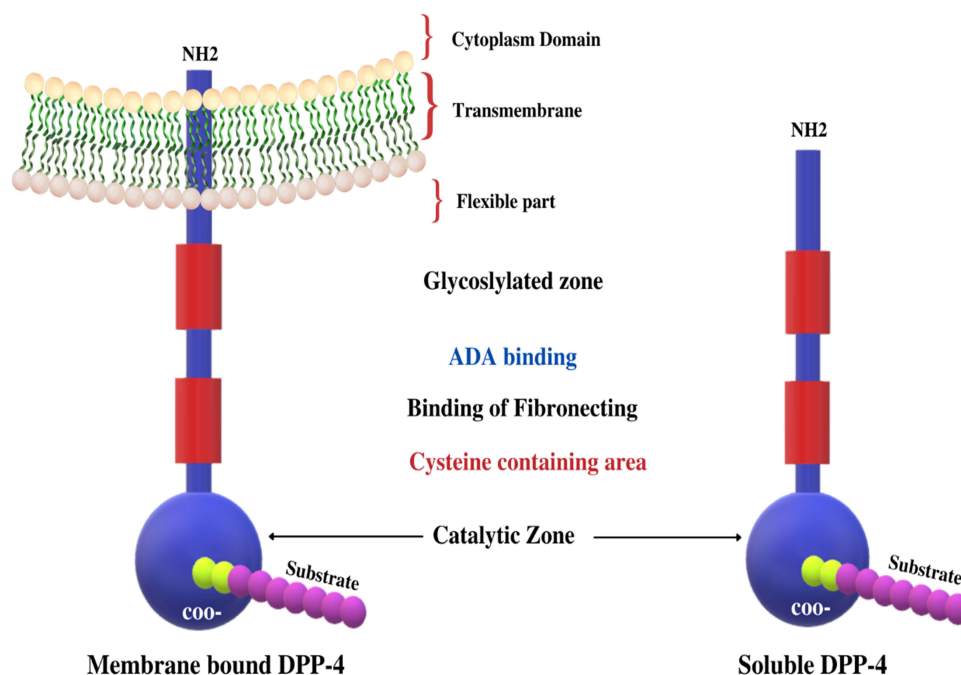 Cytoplasm Domain
NH2
Transmembrane
NH2
Flexible part
Glycoslylated zone
ADA binding
Binding of Fibronecting
Cysteine containing area
Catalytic Zone
Substrate
Substrate
coo-
coo-
Membrane bound DPP-4
Soluble DPP-4